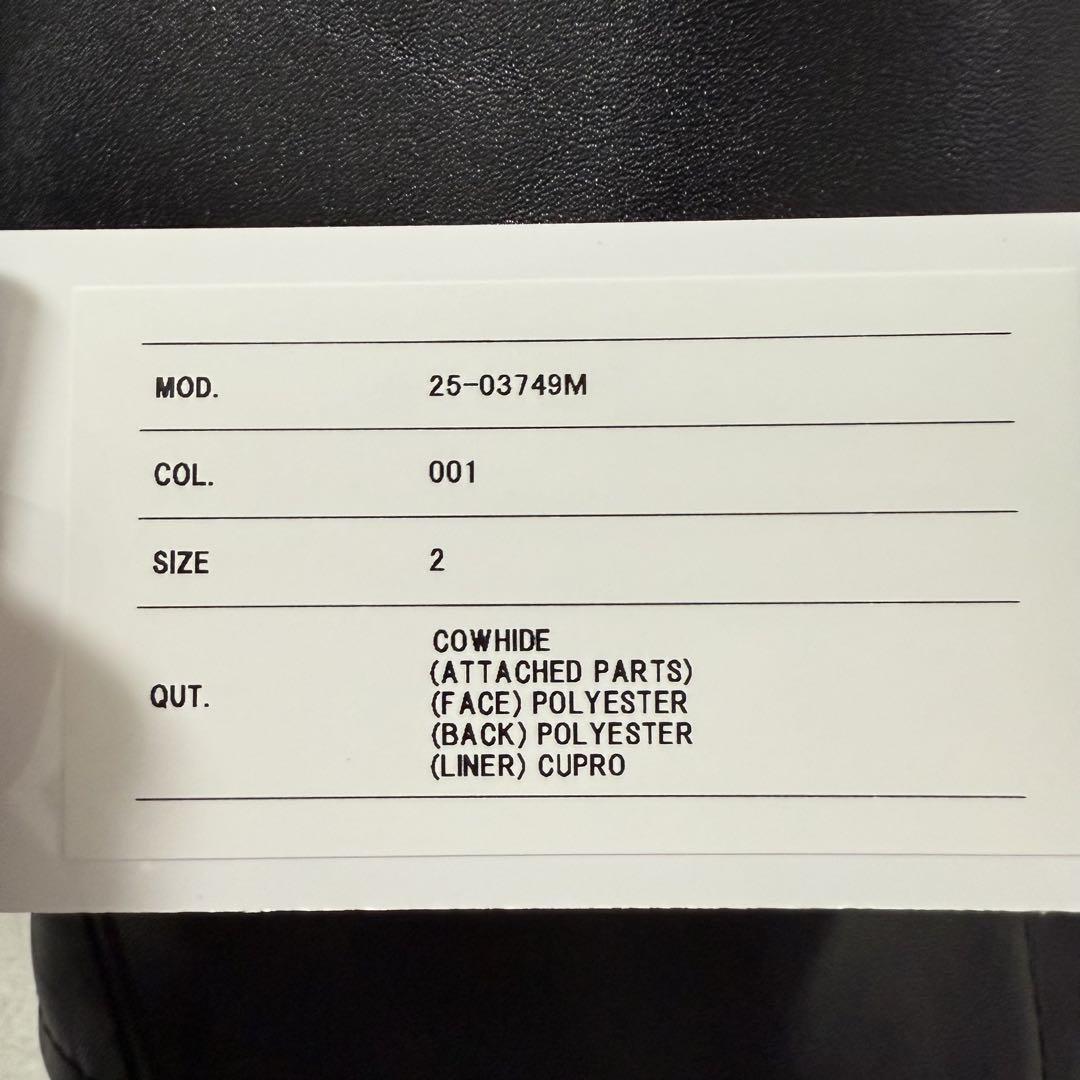 MOD. 25-03749M
COL. 001
SIZE 2
QUT. COWHIDE
(ATTACHED PARTS)
(FACE) POLYESTER
(BACK) POLYESTER
(LINER) CUPRO